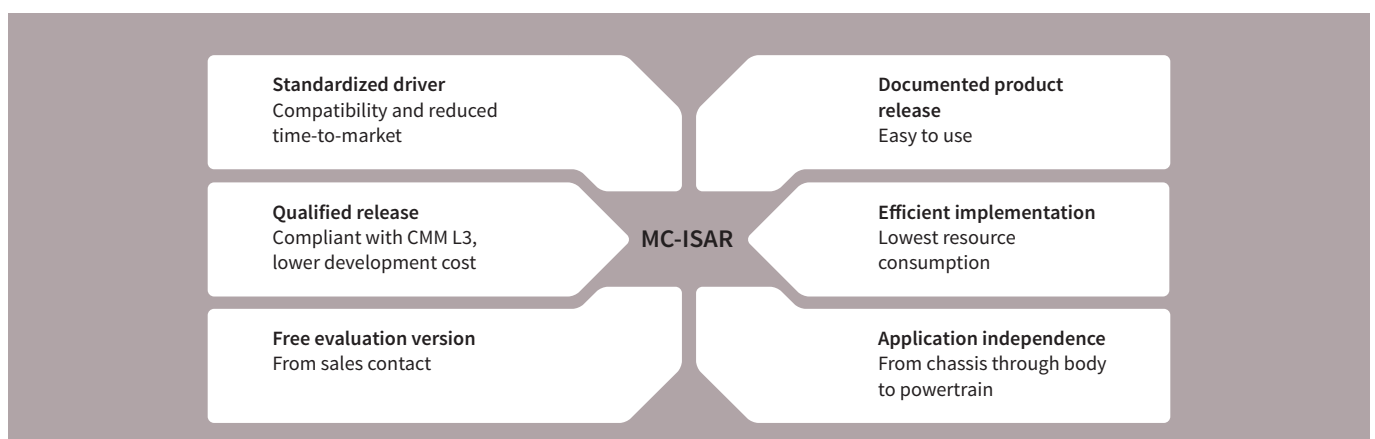 Standardized driver
Compatibility and reduced
time-to-market
Documented product
release
Easy to use
Qualified release
Compliant with CMM L3,
lower development cost
MC-ISAR
Efficient implementation
Lowest resource
consumption
Free evaluation version
From sales contact
Application independence
From chassis through body
to powertrain